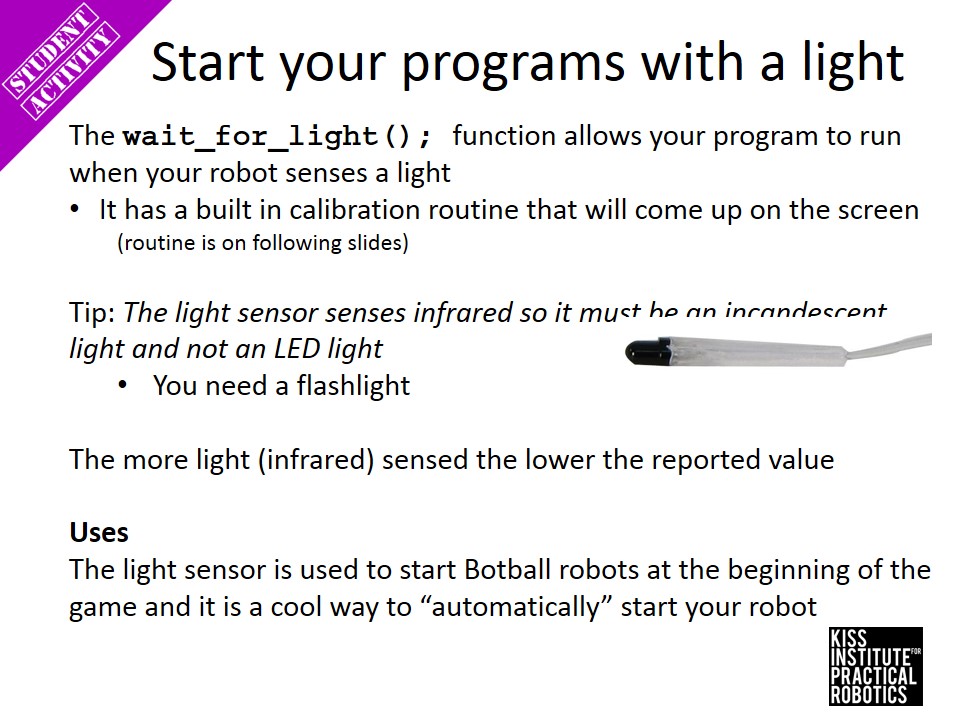 STUDENT
ACTIVITY
Start your programs with a light
The wait_for_light(); function allows your program to run
when your robot senses a light
• It has a built in calibration routine that will come up on the screen
(routine is on following slides)
Tip: The light sensor senses infrared so it must be an incandescent
light and not an LED light
• You need a flashlight
The more light (infrared) sensed the lower the reported value
Uses
The light sensor is used to start Botball robots at the beginning of the
game and it is a cool way to “automatically” start your robot
KISS
INSTITUTE FOR
PRACTICAL
ROBOTICS